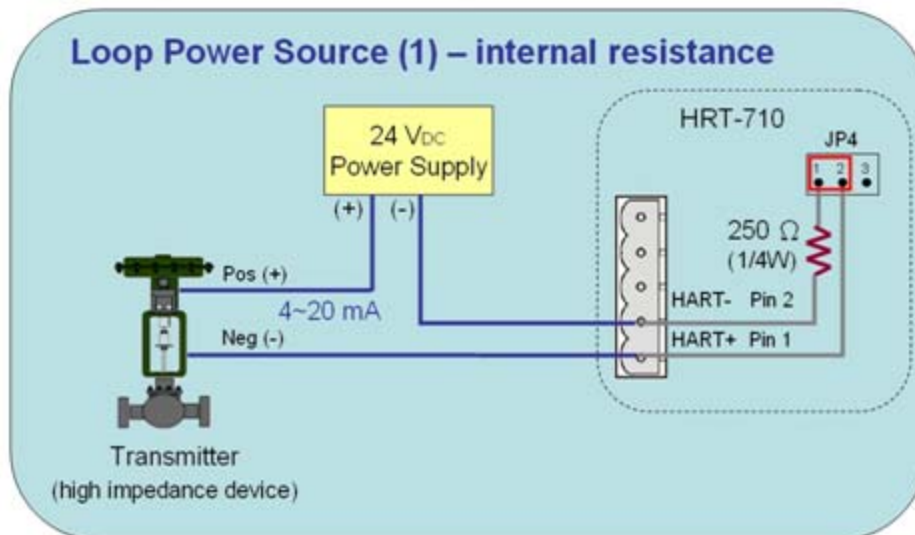 Loop Power Source (1) – internal resistance
24 VDC
Power Supply
(+) (-)
HRT-710
JP4
1 2 3
250 Ω
(1/4W)
Pos (+)
4~20 mA
Neg (-)
HART- Pin 2
HART+ Pin 1
Transmitter
(high impedance device)